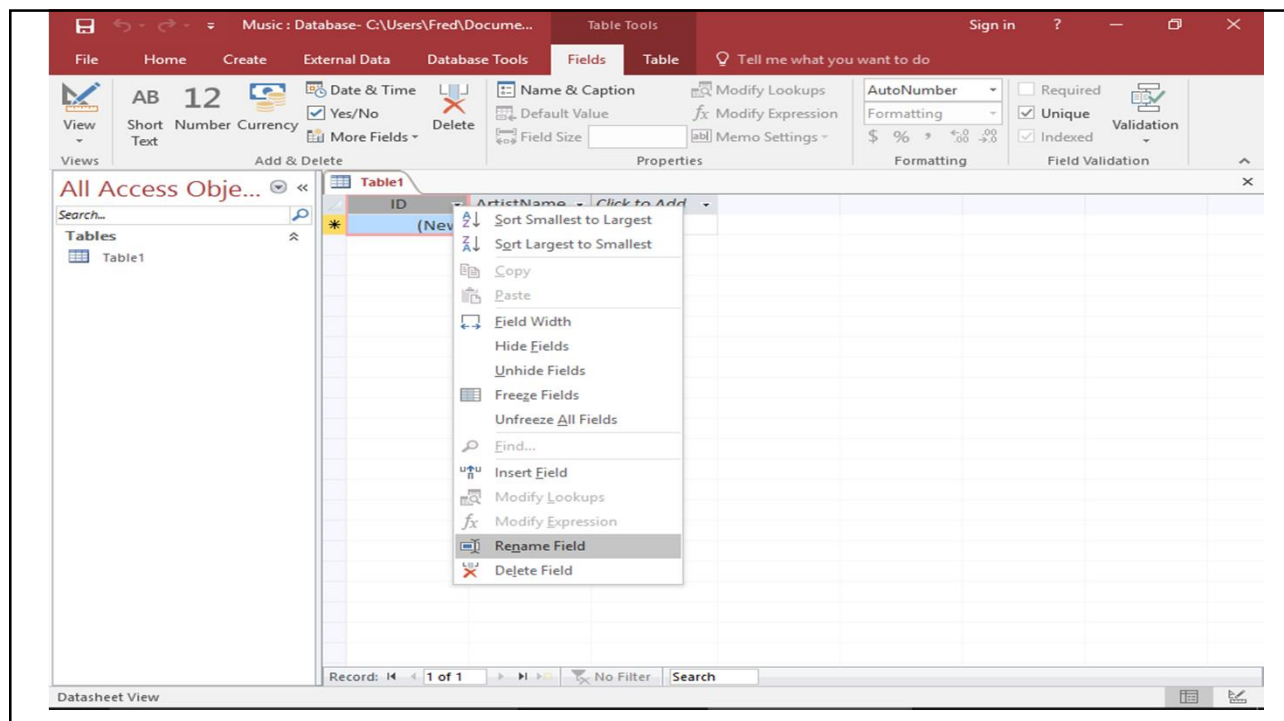 Music : Database- C:\Users\Fred\Docume... Table Tools Sign in ?
File Home Create External Data Database Tools Fields Table Tell me what you want to do
View
Views
AB Short Text
12 Number
Currency
Date & Time
Yes/No
More Fields
Delete
Add & Delete
Name & Caption
Default Value
Field Size
Modify Lookups
fx Modify Expression
ab| Memo Settings
Properties
AutoNumber
Formatting
$ % , .00 .00
Formatting
Required
Unique
Indexed
Validation
Field Validation
All Access Obje... «
Search...
Tables
Table1
Table1
ID ArtistName Click to Add
* (New
Sort Smallest to Largest
Sort Largest to Smallest
Copy
Paste
Field Width
Hide Fields
Unhide Fields
Freeze Fields
Unfreeze All Fields
Find...
Insert Field
Modify Lookups
fx Modify Expression
Rename Field
Delete Field
Record: 1 of 1 No Filter Search
Datasheet View